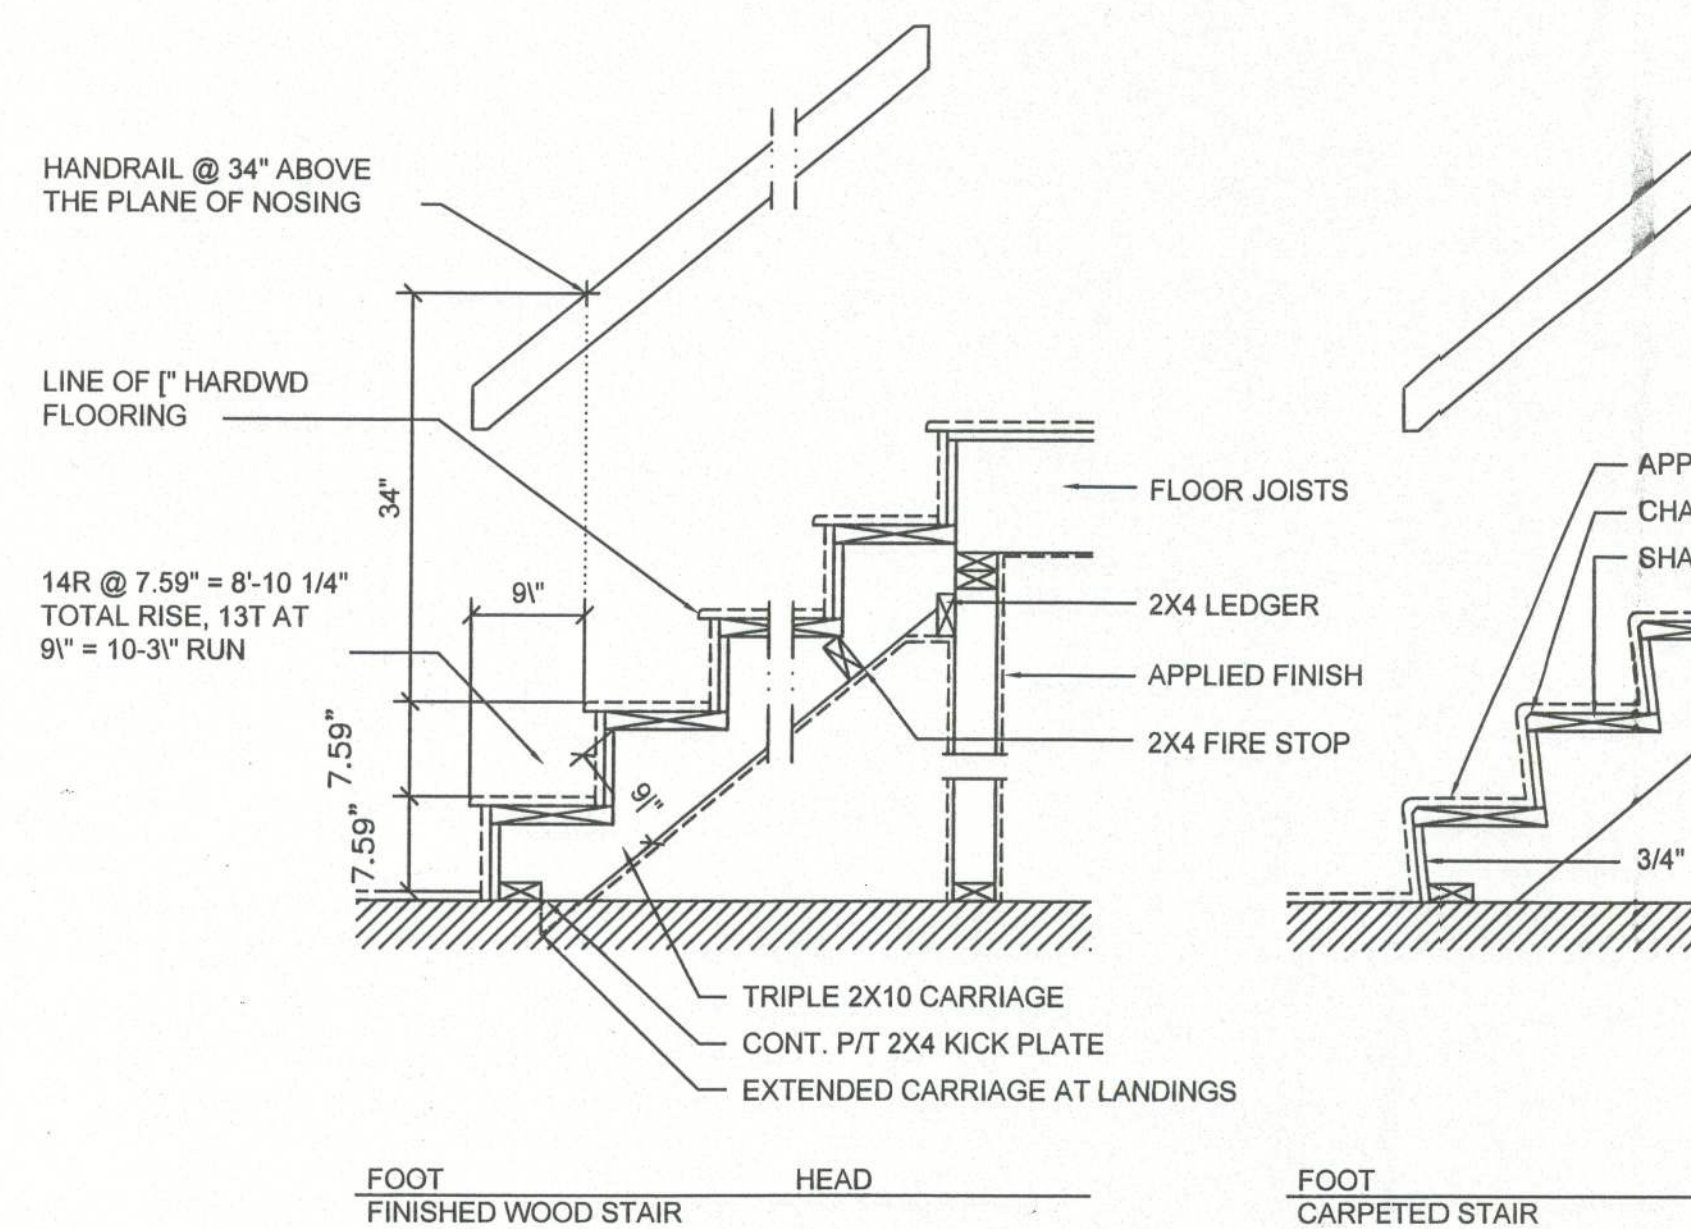 HANDRAIL @ 34" ABOVE
THE PLANE OF NOSING
LINE OF [" HARDWD
FLOORING
34"
14R @ 7.59" = 8'-10 1/4"
TOTAL RISE, 13T AT
9\" = 10-3\" RUN
9\"
7.59"
7.59"
9\"
FLOOR JOISTS
2X4 LEDGER
APPLIED FINISH
2X4 FIRE STOP
TRIPLE 2X10 CARRIAGE
CONT. P/T 2X4 KICK PLATE
EXTENDED CARRIAGE AT LANDINGS
FOOT HEAD
FINISHED WOOD STAIR
APP
CHA
SHA
3/4"
FOOT
CARPETED STAIR